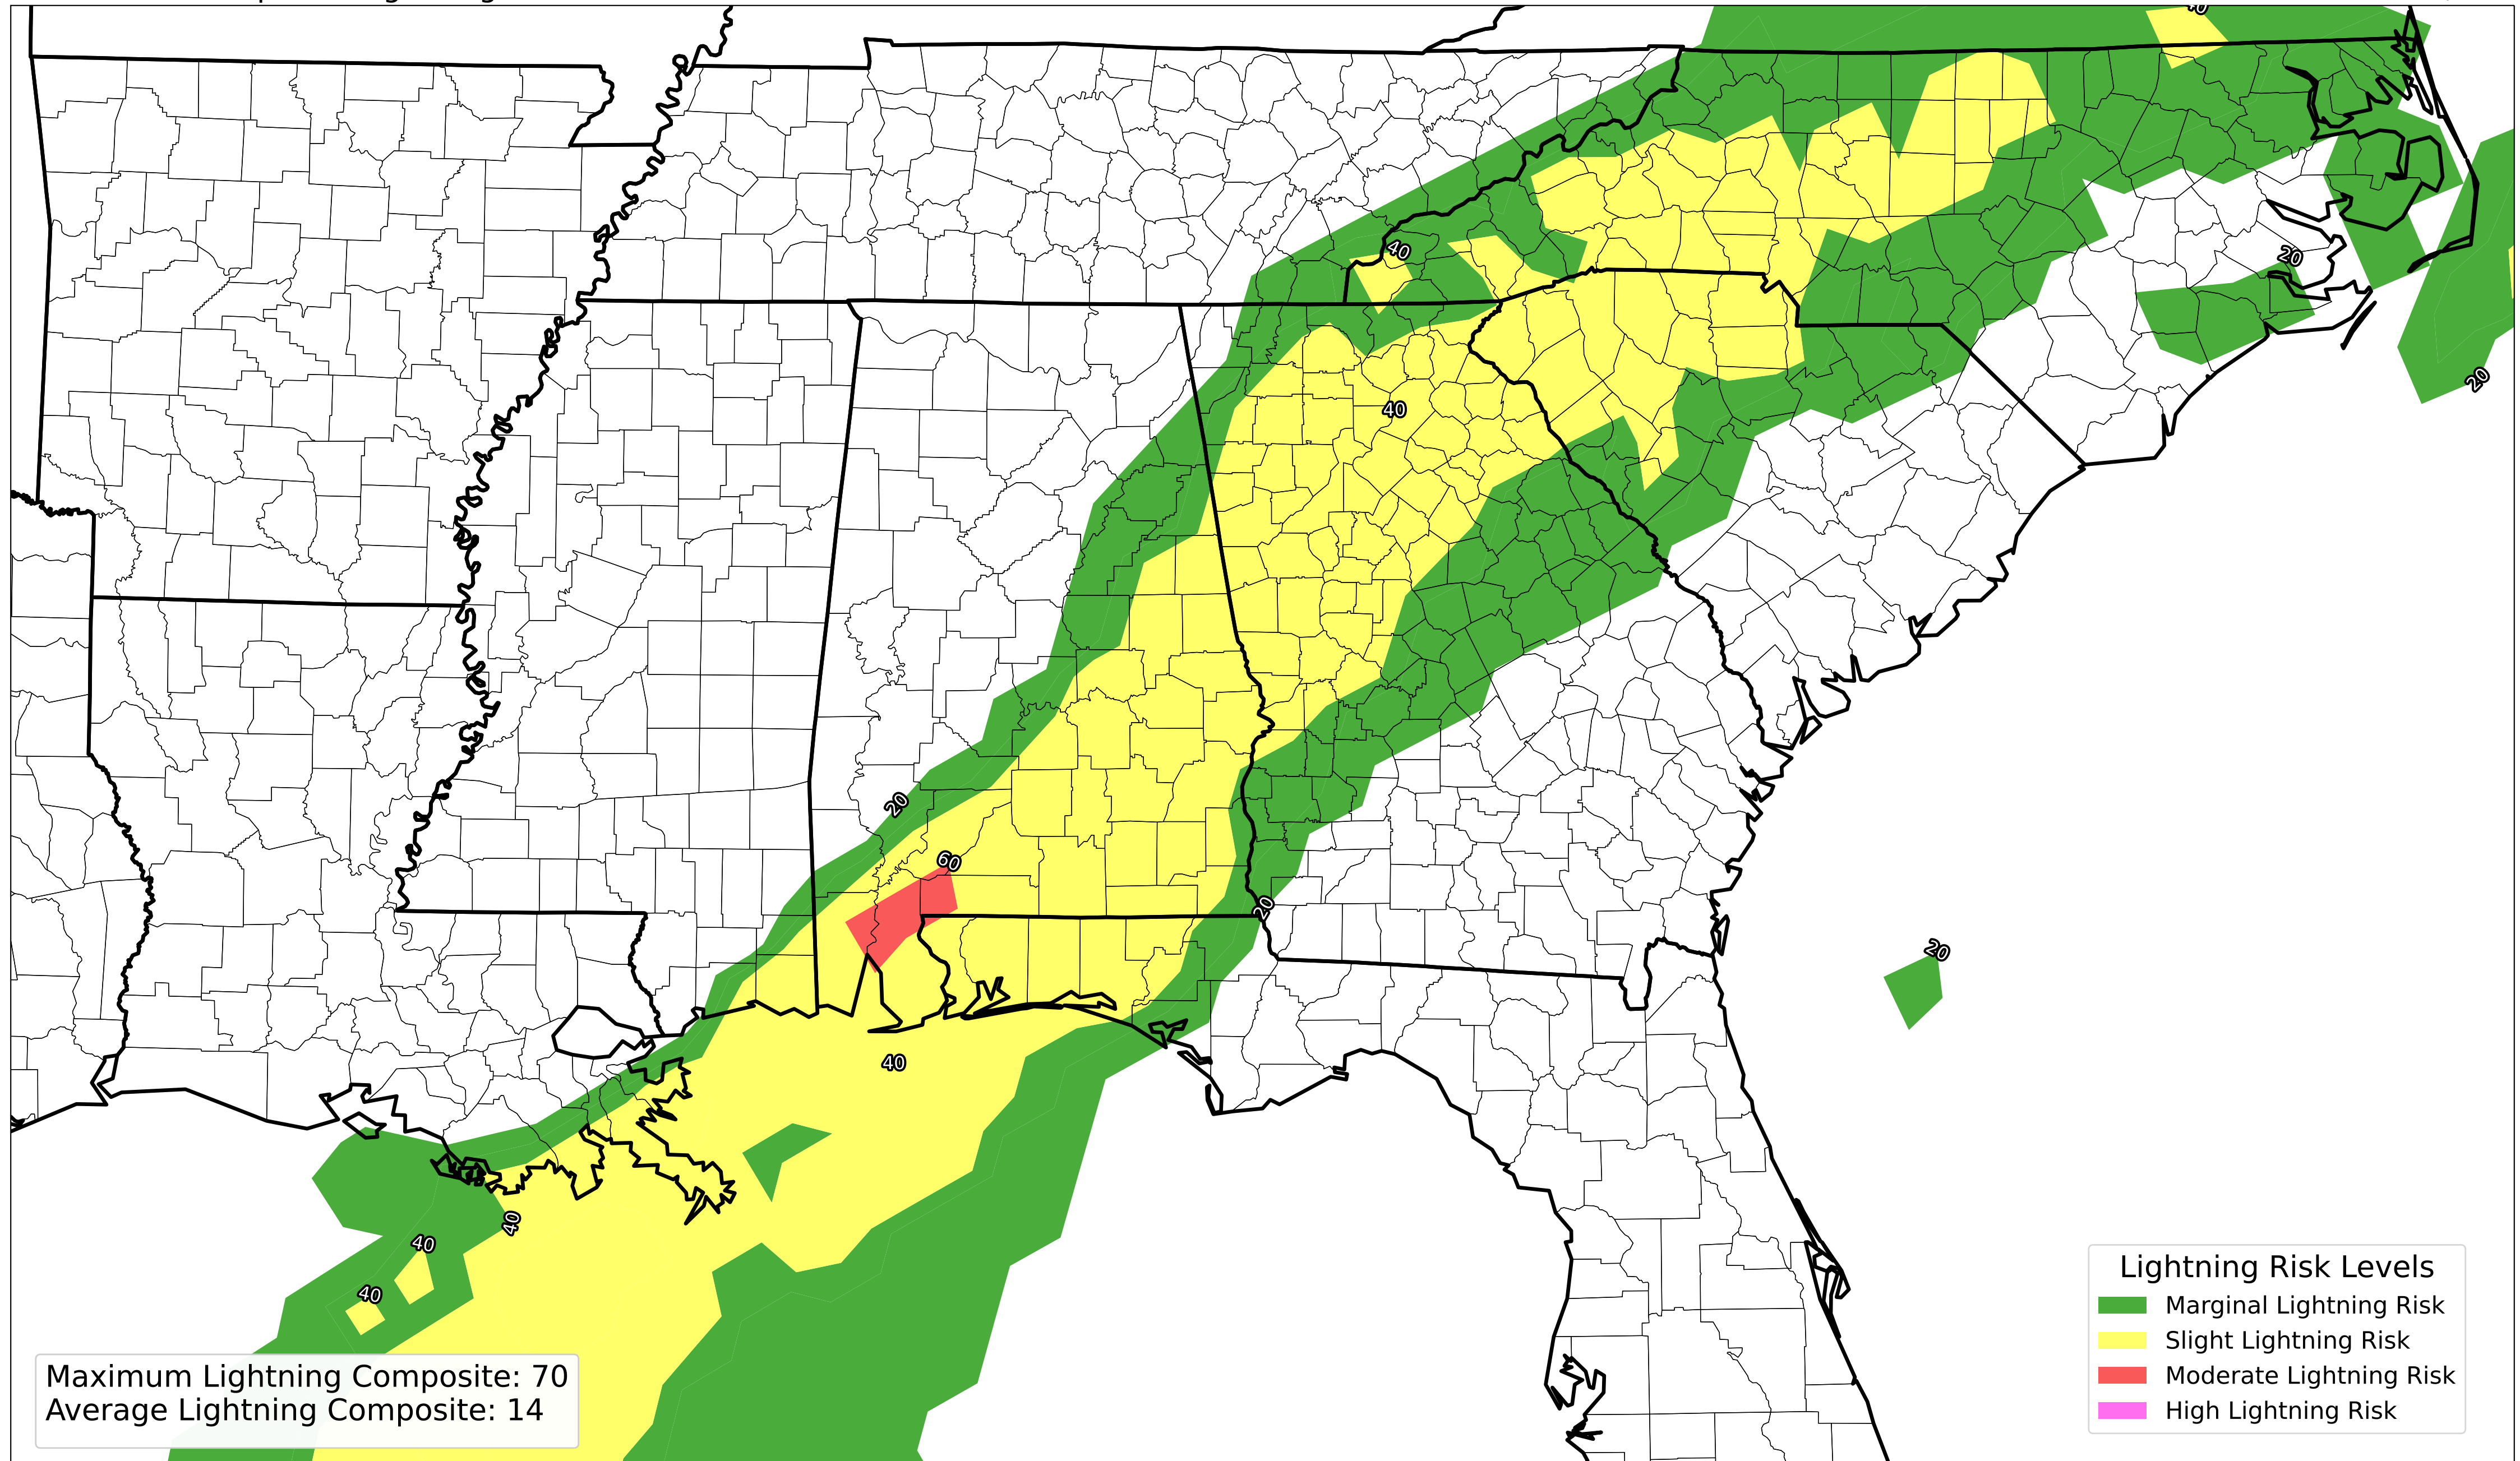 40
40
20
40
20
20
60
20
20
40
40
40
40
Lightning Risk Levels
Marginal Lightning Risk
Slight Lightning Risk
Moderate Lightning Risk
High Lightning Risk
Maximum Lightning Composite: 70
Average Lightning Composite: 14